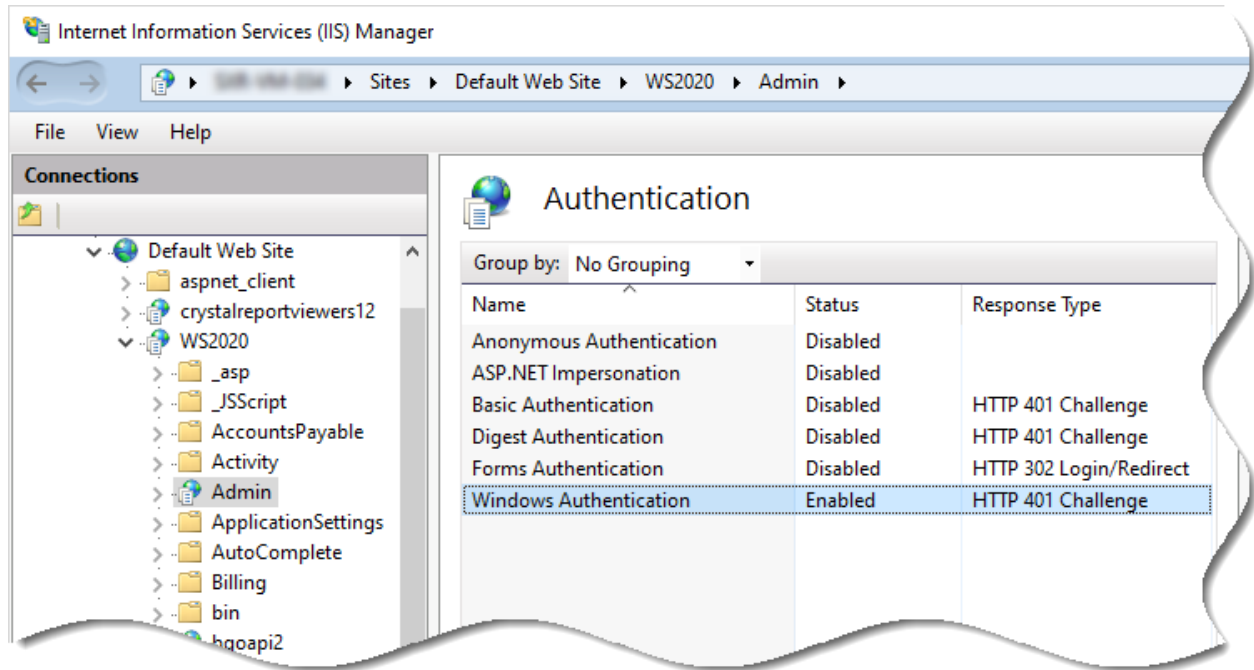 Internet Information Services (IIS) Manager
Sites Default Web Site WS2020 Admin
File View Help
Connections
Default Web Site
aspnet_client
crystalreportviewers12
WS2020
_asp
_JSScript
AccountsPayable
Activity
Admin
ApplicationSettings
AutoComplete
Billing
bin
hqoapi2
Authentication
Group by: No Grouping
Name Status Response Type
Anonymous Authentication Disabled
ASP.NET Impersonation Disabled
Basic Authentication Disabled HTTP 401 Challenge
Digest Authentication Disabled HTTP 401 Challenge
Forms Authentication Disabled HTTP 302 Login/Redirect
Windows Authentication Enabled HTTP 401 Challenge